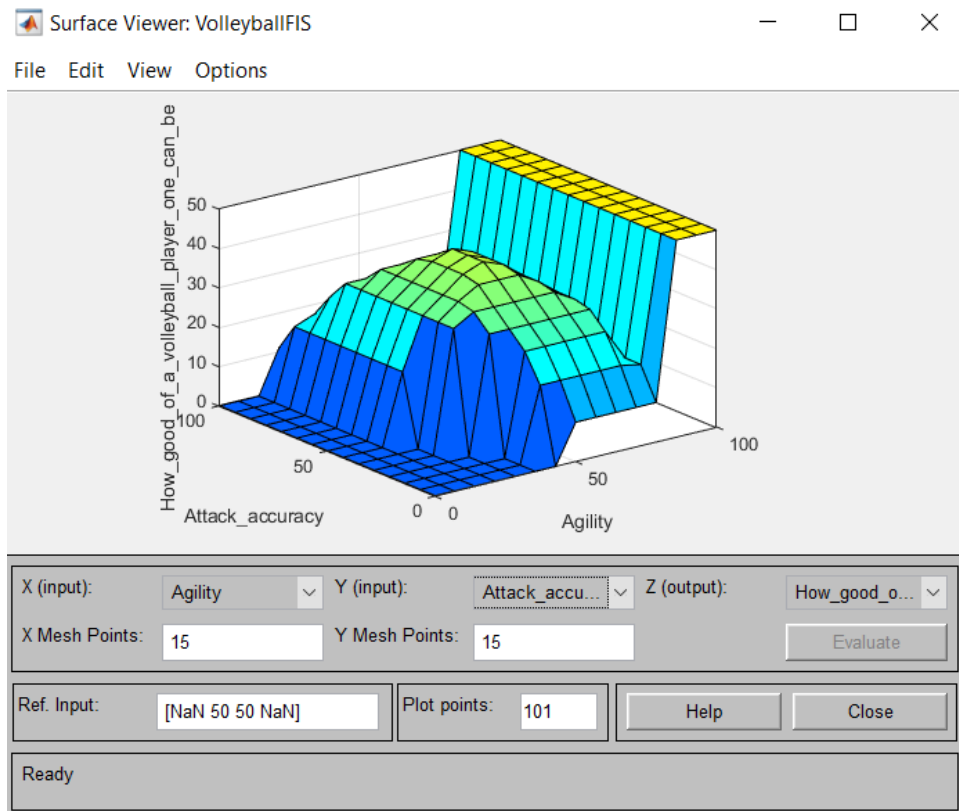 Surface Viewer: VolleyballFIS
File Edit View Options
How_good_of_a_volleyball_player_one_can_be
50
40
30
20
10
0
100
50
0
Attack_accuracy
0
50
100
Agility
X (input): Agility Y (input): Attack_accu... Z (output): How_good_o...
X Mesh Points: 15 Y Mesh Points: 15 Evaluate
Ref. Input: [NaN 50 50 NaN] Plot points: 101 Help Close
Ready